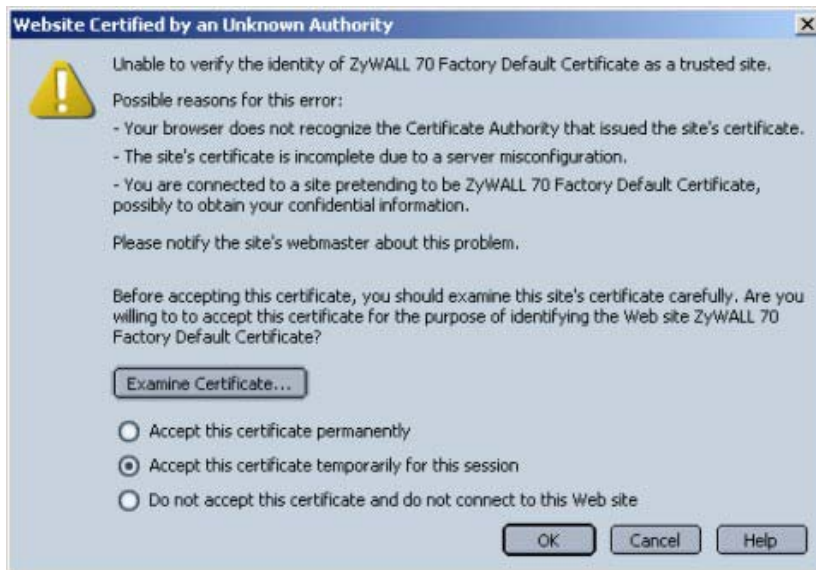 Website Certified by an Unknown Authority
Unable to verify the identity of ZyWALL 70 Factory Default Certificate as a trusted site.
Possible reasons for this error:
- Your browser does not recognize the Certificate Authority that issued the site's certificate.
- The site's certificate is incomplete due to a server misconfiguration.
- You are connected to a site pretending to be ZyWALL 70 Factory Default Certificate,
possibly to obtain your confidential information.
Please notify the site's webmaster about this problem.
Before accepting this certificate, you should examine this site's certificate carefully. Are you
willing to to accept this certificate for the purpose of identifying the Web site ZyWALL 70
Factory Default Certificate?
Examine Certificate...
Accept this certificate permanently
Accept this certificate temporarily for this session
Do not accept this certificate and do not connect to this Web site
OK Cancel Help